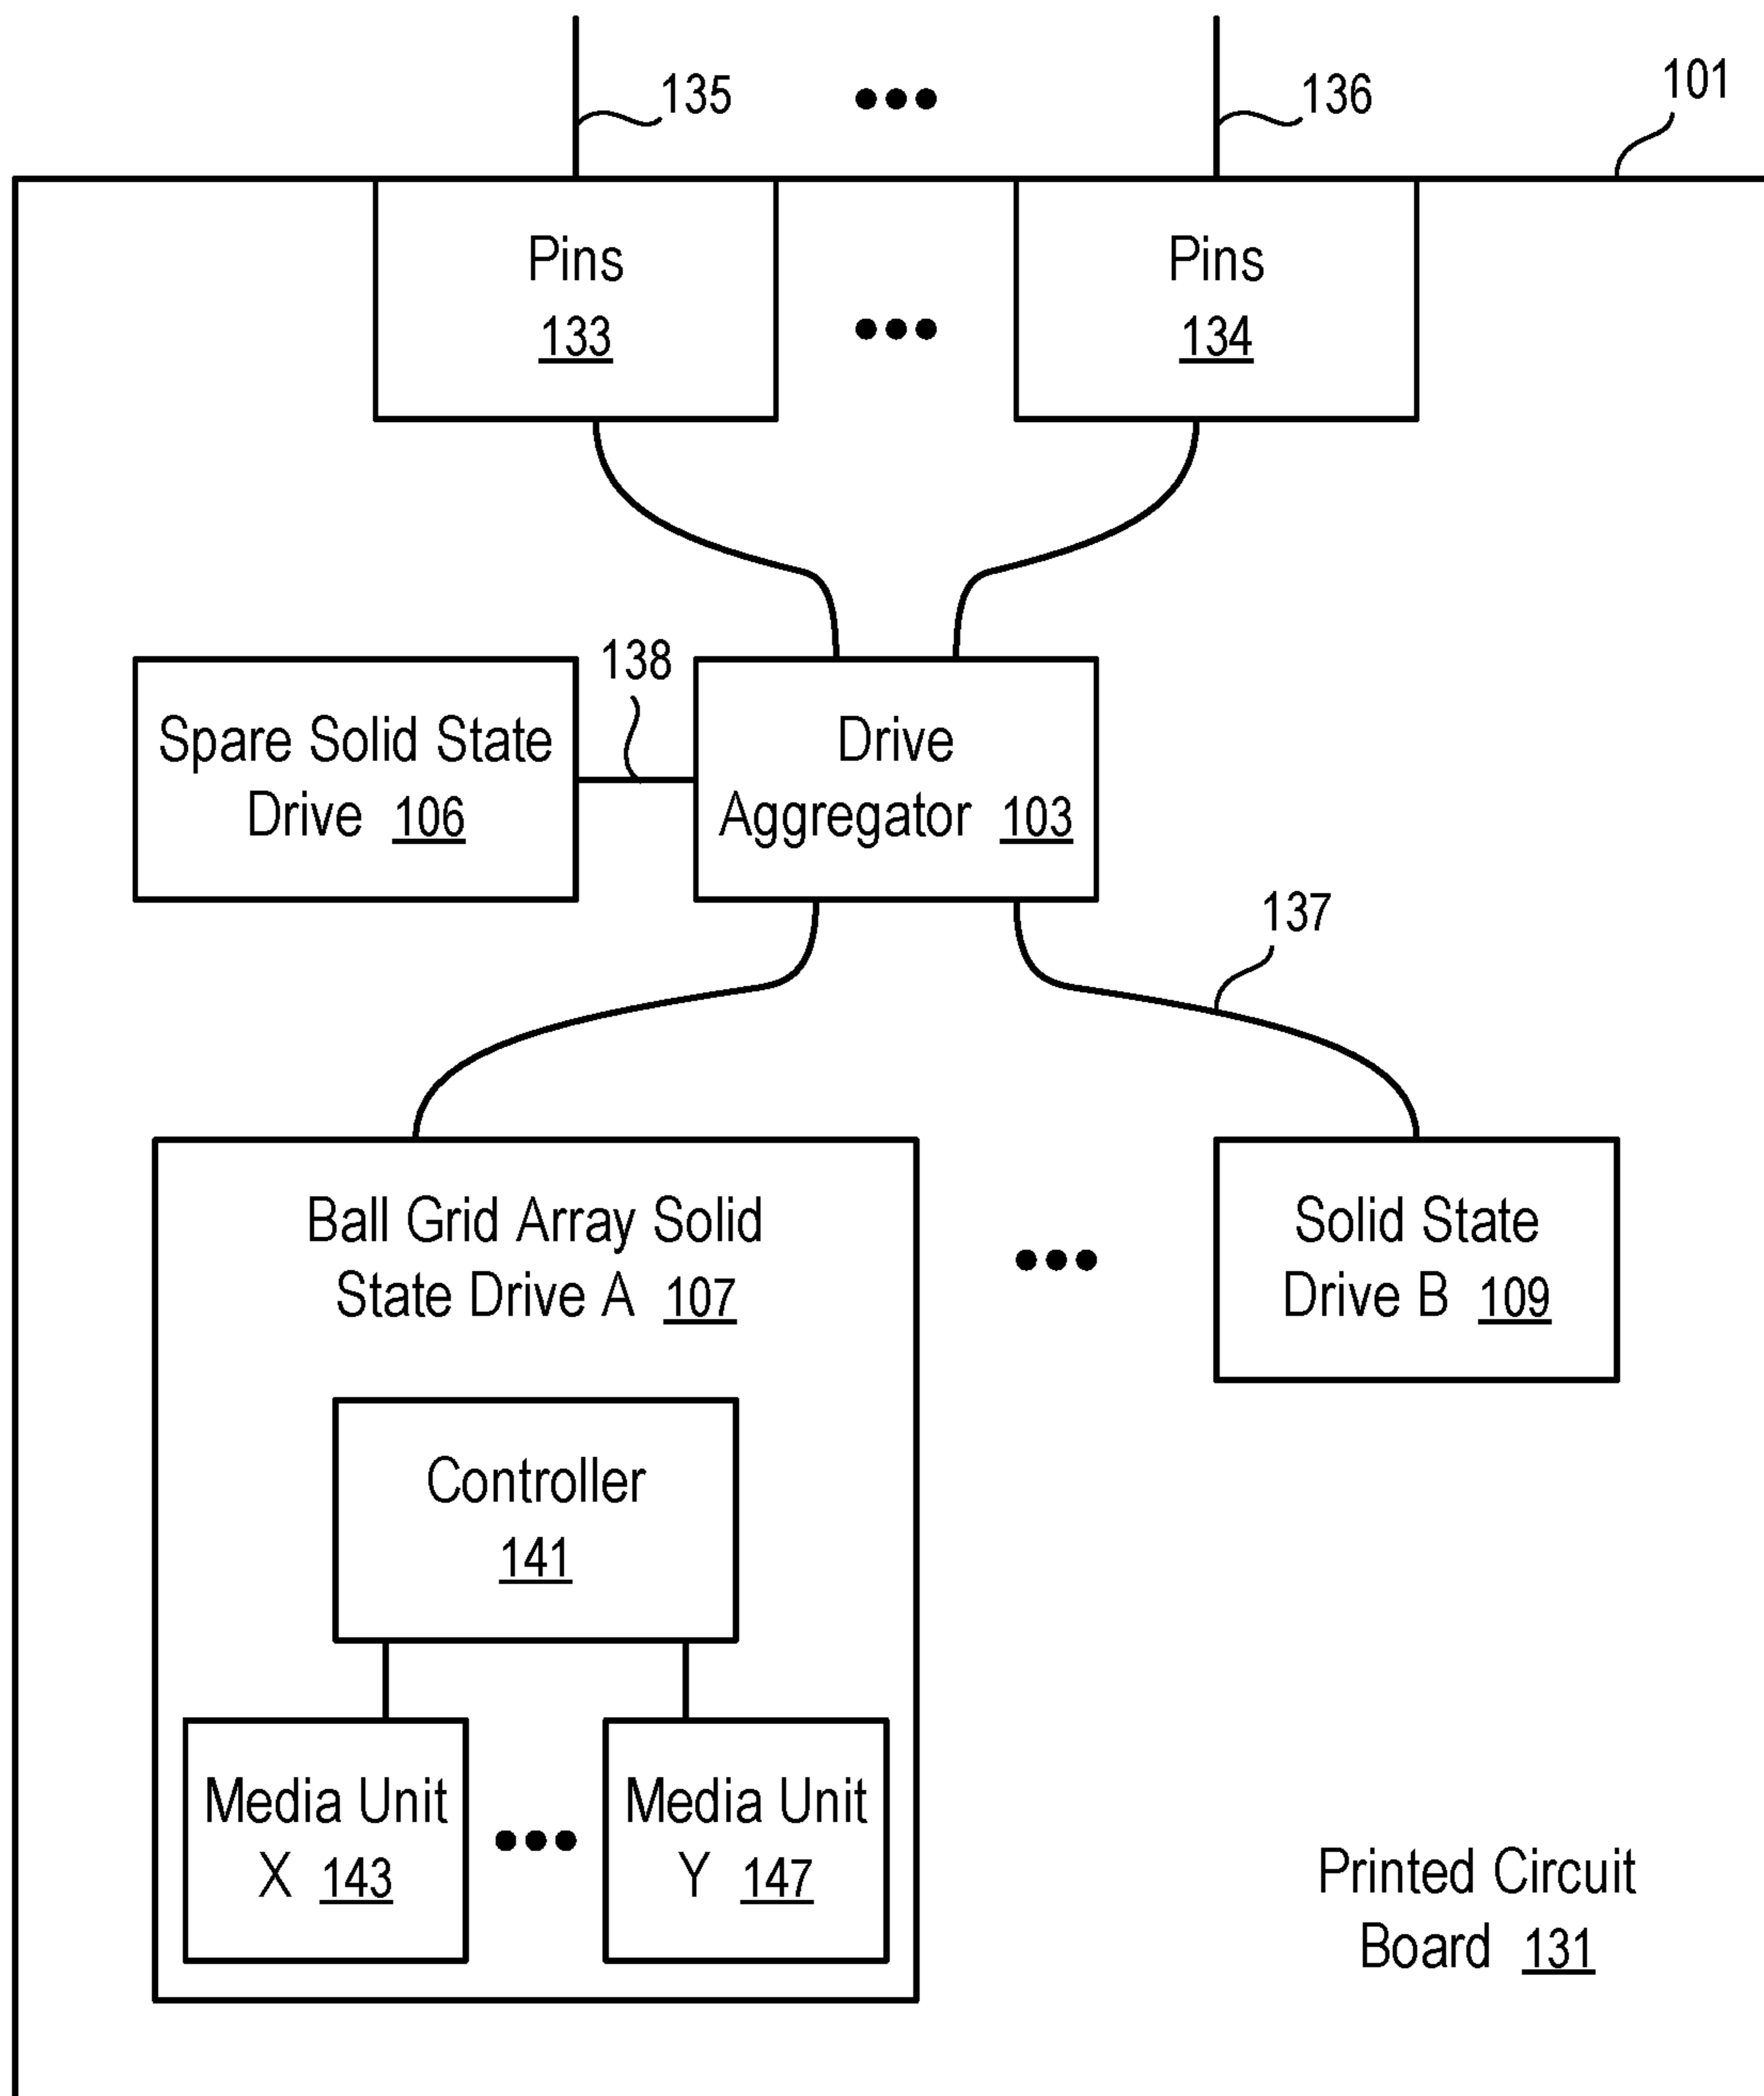 135
136
101
Pins
133
Pins
134
138
Spare Solid State
Drive 106
Drive
Aggregator 103
137
Ball Grid Array Solid
State Drive A 107
Solid State
Drive B 109
Controller
141
Media Unit
X 143
Media Unit
Y 147
Printed Circuit
Board 131